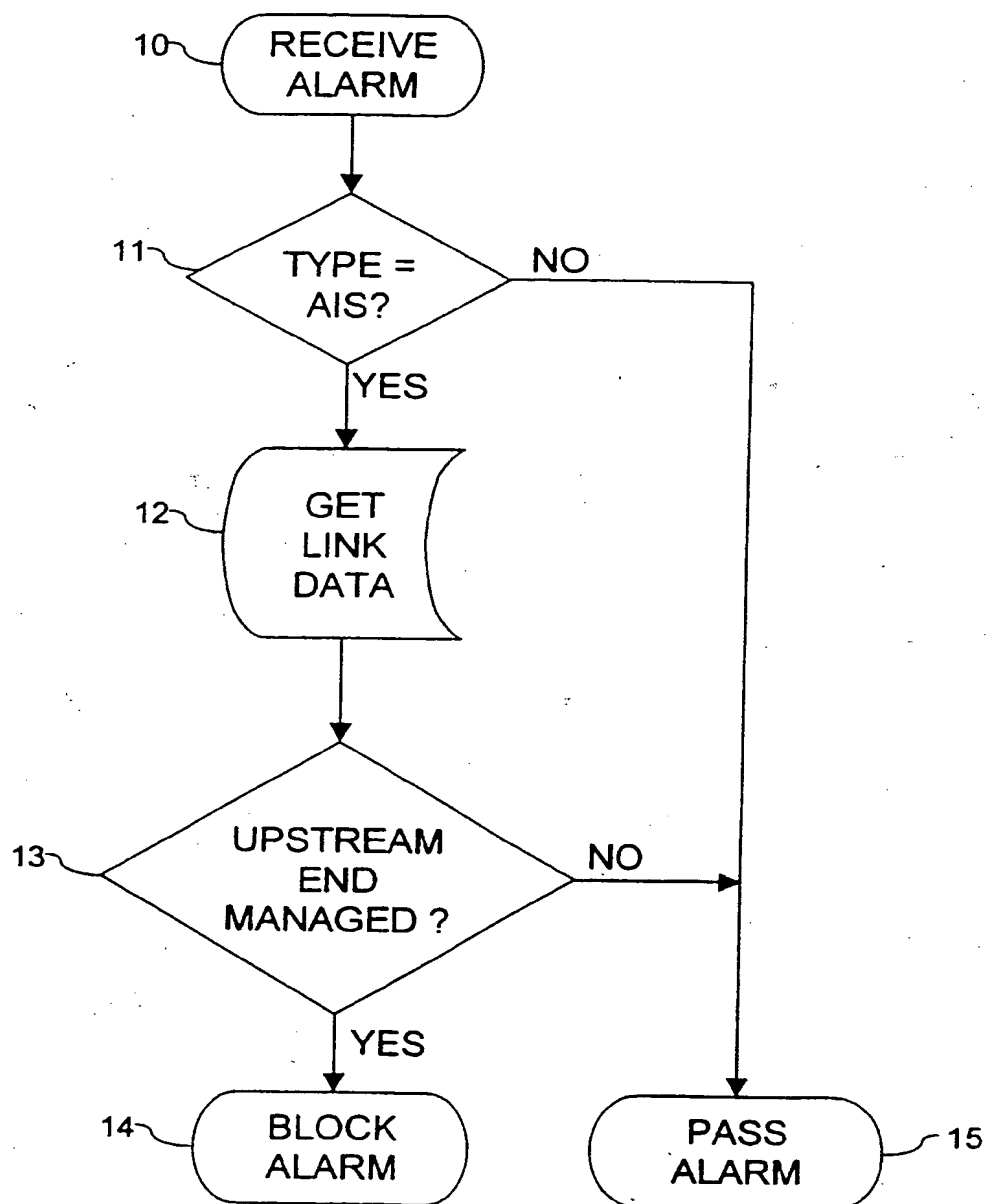 10
RECEIVE
ALARM
11
TYPE =
AIS?
NO
YES
12
GET
LINK
DATA
13
UPSTREAM
END
MANAGED ?
NO
YES
14
BLOCK
ALARM
PASS
ALARM
15